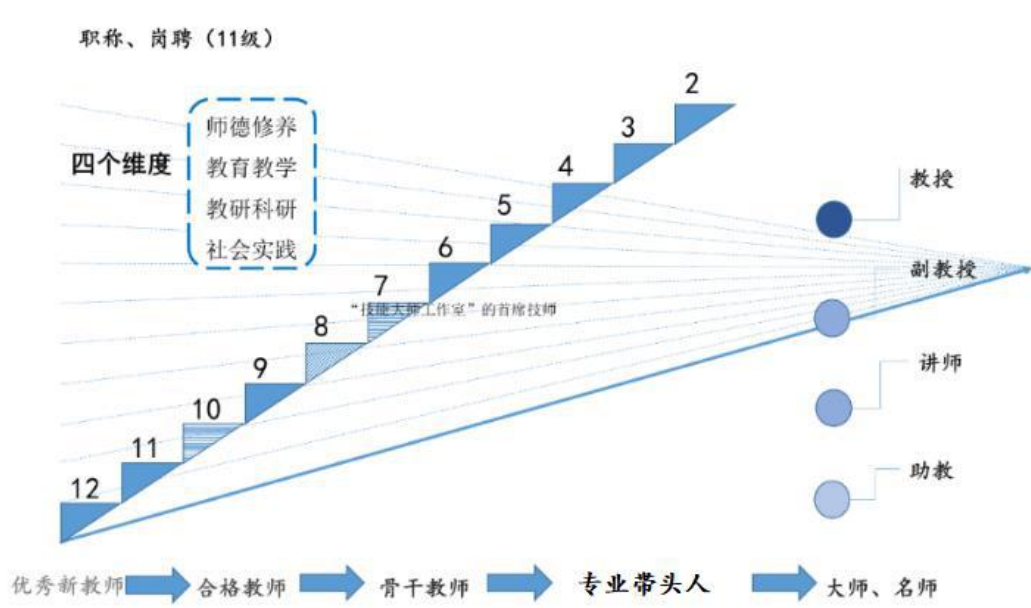 职称、岗聘（11级）
四个维度
师德修养
教育教学
教研科研
社会实践
2
3
4
5
6
7
“技能大师工作室”的首席技师
8
9
10
11
12
教授
副教授
讲师
助教
优秀新教师
合格教师
骨干教师
专业带头人
大师、名师